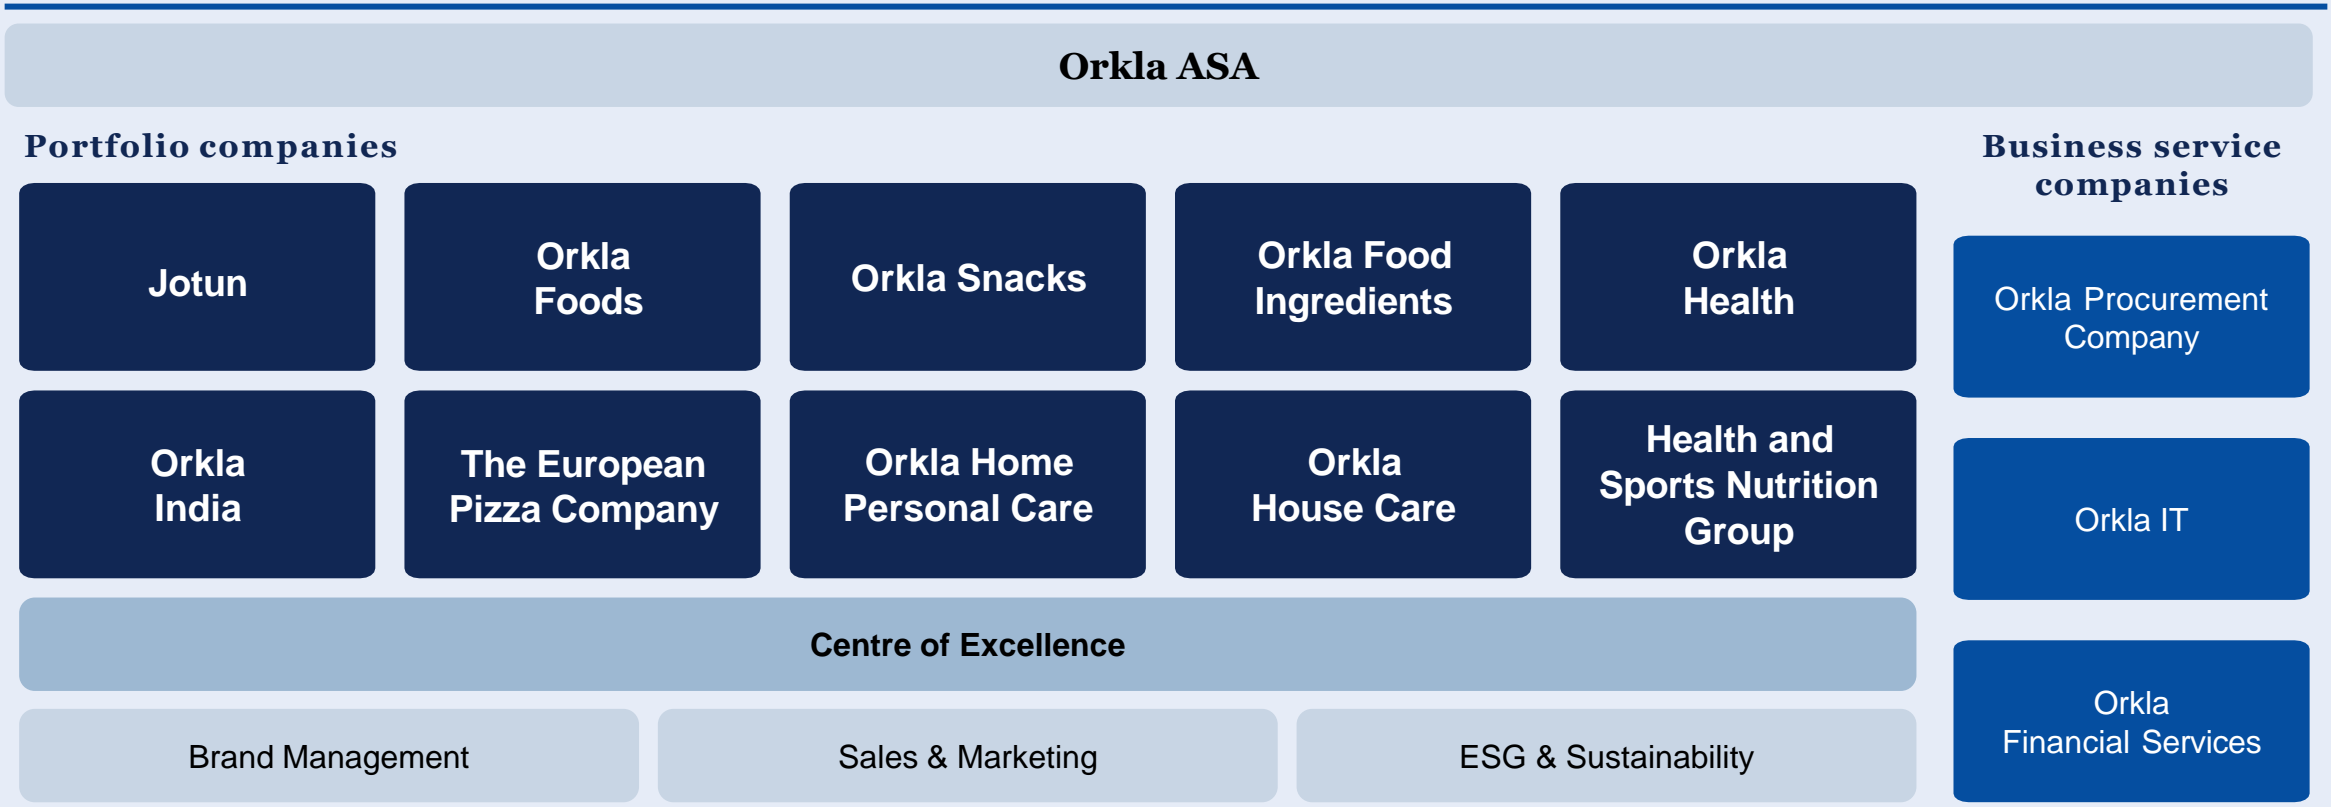 Orkla ASA
Portfolio companies
Business service
companies
Jotun
Orkla
Foods
Orkla Snacks
Orkla Food
Ingredients
Orkla
Health
Orkla
India
The European
Pizza Company
Orkla Home
Personal Care
Orkla
House Care
Health and
Sports Nutrition
Group
Orkla Procurement
Company
Orkla IT
Orkla
Financial Services
Centre of Excellence
Brand Management
Sales & Marketing
ESG & Sustainability